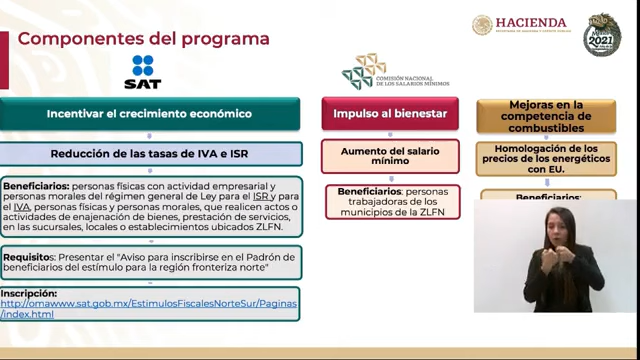 Componentes del programa
HACIENDA
México
2021
SAT
COMISIÓN NACIONAL
DE LOS SALARIOS MÍNIMOS
Incentivar el crecimiento económico
Reducción de las tasas de IVA e ISR
Beneficiarios: personas físicas con actividad empresarial y
personas morales del régimen general de Ley para el ISR y para
el IVA, personas físicas y personas morales, que realicen actos o
actividades de enajenación de bienes, prestación de servicios,
en las sucursales, locales o establecimientos ubicados ZLFN.
Requisitos: Presentar el "Aviso para inscribirse en el Padrón de
beneficiarios del estímulo para la región fronteriza norte"
Inscripción:
http://omawww.sat.gob.mx/EstimulosFiscalesNorteSur/Paginas
/index.html
Impulso al bienestar
Aumento del salario
mínimo
Beneficiarios: personas
trabajadoras de los
municipios de la ZLFN
Mejoras en la
competencia de
combustibles
Homologación de los
precios de los energéticos
con EU.
Beneficiarios: